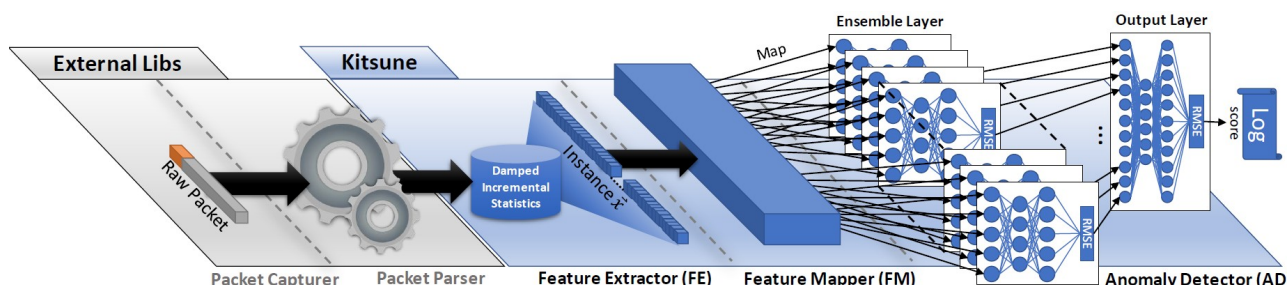 External Libs
Kitsune
Ensemble Layer
Output Layer
Map
Raw Packet
Damped
Incremental
Statistics
Instance x⃗
RMSE
RMSE
RMSE
...
score
Log
Packet Capturer
Packet Parser
Feature Extractor (FE)
Feature Mapper (FM)
Anomaly Detector (AD